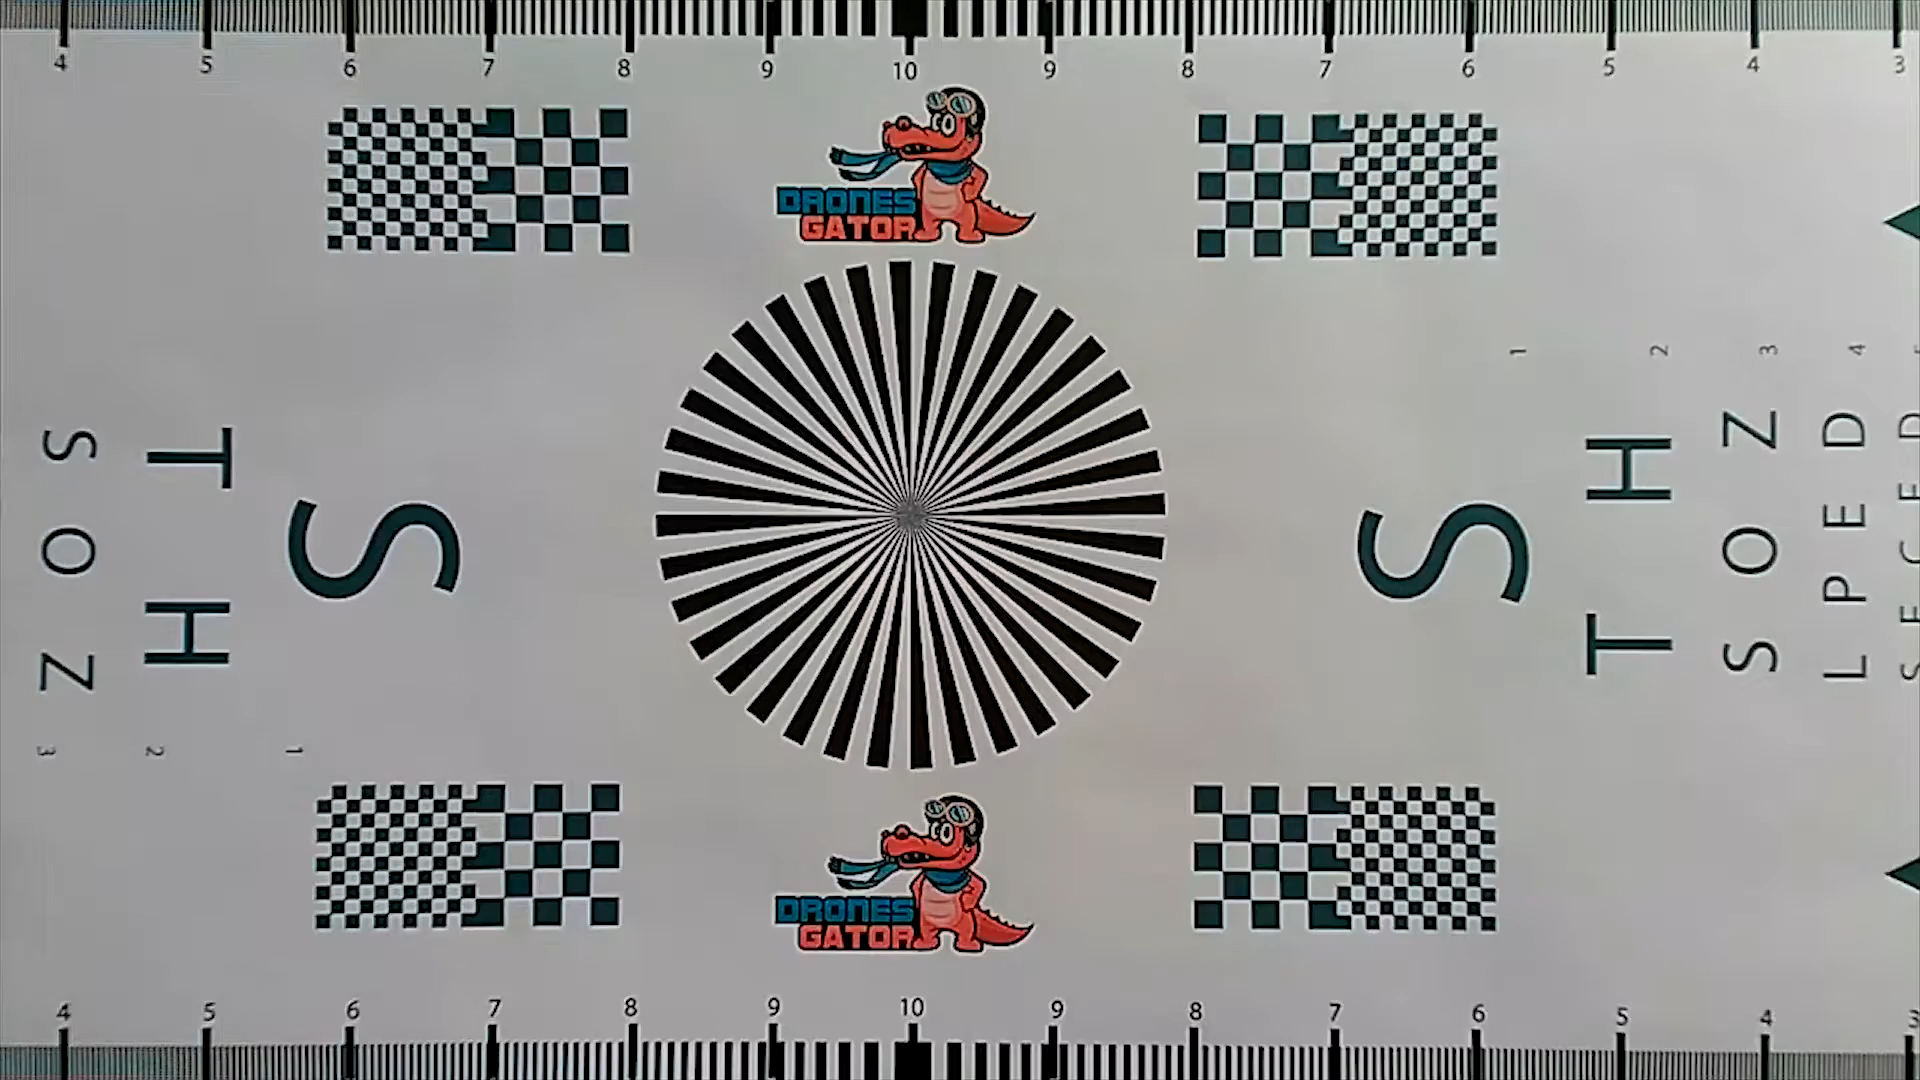 4 5 6 7 8 9 10 9 8 7 6 5 4 3
DRONES
GATOR
S O Z
T H
S
3 2 1
S
H T
Z O S
D E P L
1 2 3 4
DRONES
GATOR
4 5 6 7 8 9 10 9 8 7 6 5 4 3